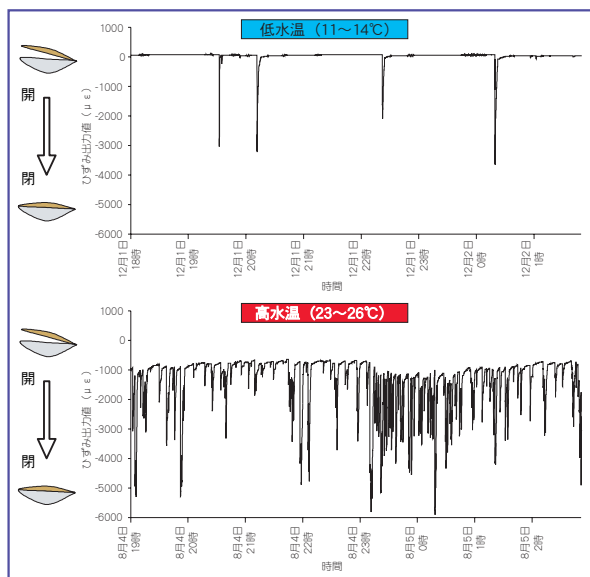 低水温（11～14℃）
開
閉
ひずみ出力値（με）
1000
0
-1000
-2000
-3000
-4000
-5000
-6000
12月1日
18時
12月1日
19時
12月1日
20時
12月1日
21時
12月1日
22時
12月1日
23時
12月2日
0時
12月2日
1時
時間
高水温（23～26℃）
開
閉
ひずみ出力値（με）
1000
0
-1000
-2000
-3000
-4000
-5000
-6000
8月4日
19時
8月4日
20時
8月4日
21時
8月4日
22時
8月4日
23時
8月5日
0時
8月5日
1時
8月5日
2時
時間